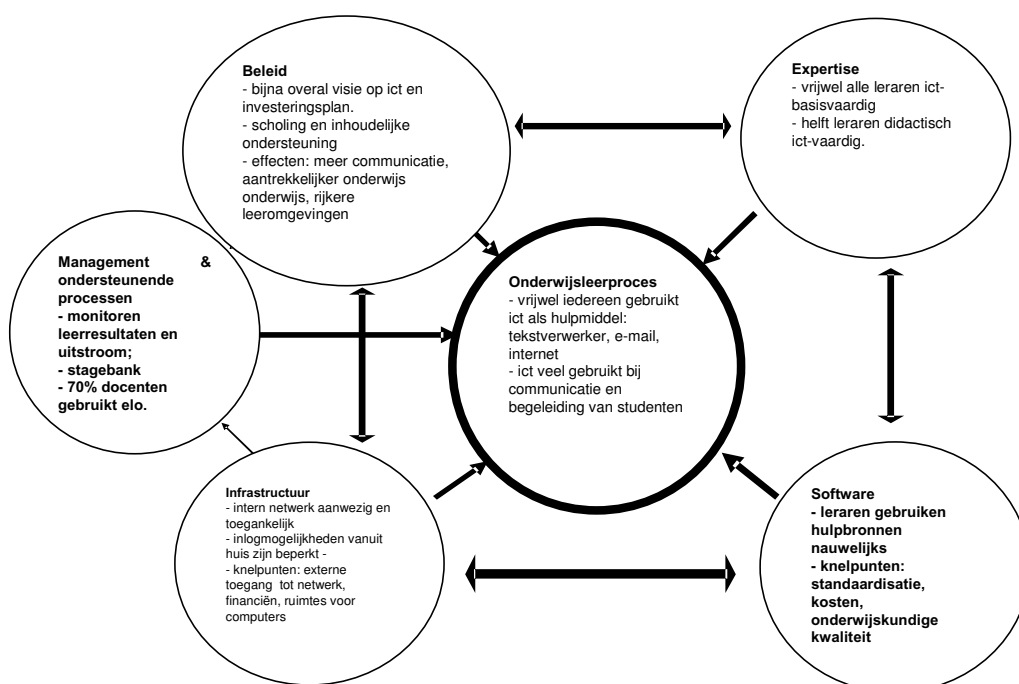 Beleid
- bijna overal visie op ict en
investeringsplan.
- scholing en inhoudelijke
ondersteuning
- effecten: meer communicatie,
aantrekkelijker onderwijs
onderwijs, rijkere
leeromgevingen
Expertise
- vrijwel alle leraren ict-
basisvaardig
- helft leraren didactisch
ict-vaardig.
Management &
ondersteunende
processen
- monitoren
leerresultaten en
uitstroom;
- stagebank
- 70% docenten
gebruikt elo.
Onderwijsleerproces
- vrijwel iedereen gebruikt
ict als hulpmiddel:
tekstverwerker, e-mail,
internet
- ict veel gebruikt bij
communicatie en
begeleiding van studenten
Infrastructuur
- intern netwerk aanwezig en
toegankelijk
- inlogmogelijkheden vanuit
huis zijn beperkt -
- knelpunten: externe
toegang tot netwerk,
financiën, ruimtes voor
computers
Software
- leraren gebruiken
hulpbronnen
nauwelijks
- knelpunten:
standaardisatie,
kosten,
onderwijskundige
kwaliteit